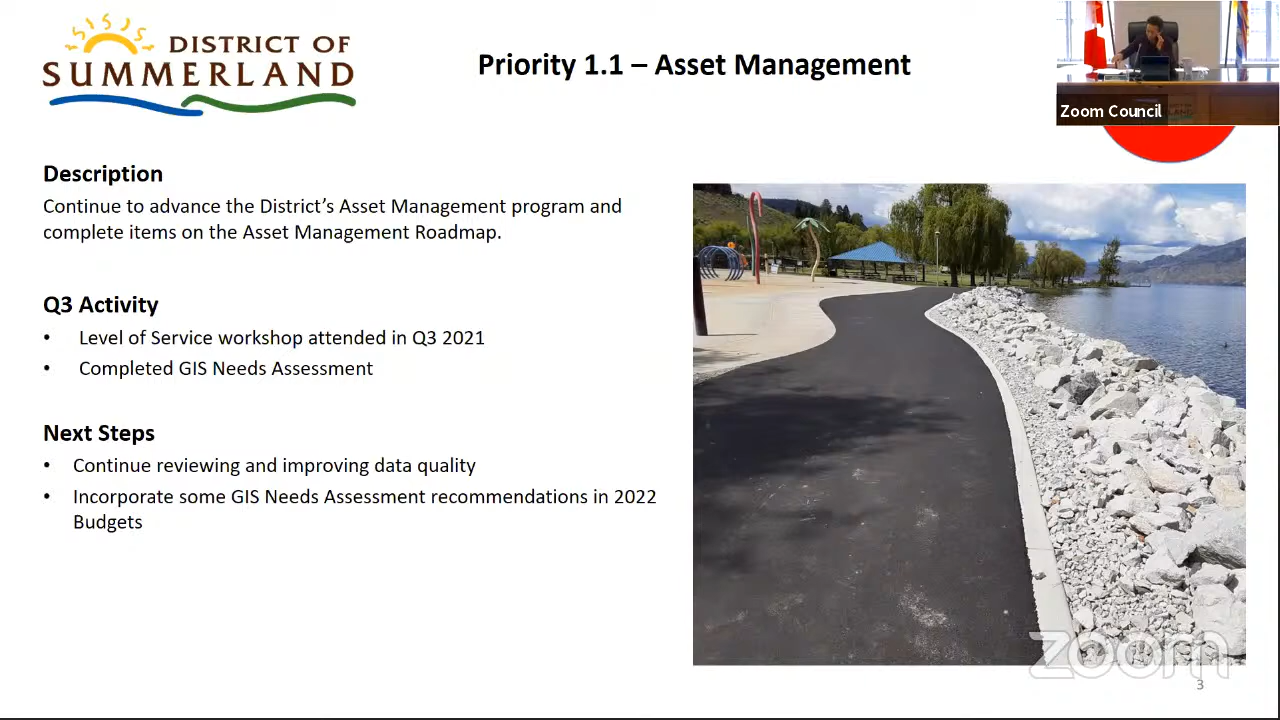 DISTRICT OF
SUMMERLAND
Priority 1.1 – Asset Management
Zoom Council
Description
Continue to advance the District's Asset Management program and
complete items on the Asset Management Roadmap.
Q3 Activity
• Level of Service workshop attended in Q3 2021
• Completed GIS Needs Assessment
Next Steps
• Continue reviewing and improving data quality
• Incorporate some GIS Needs Assessment recommendations in 2022
Budgets
zoom
3